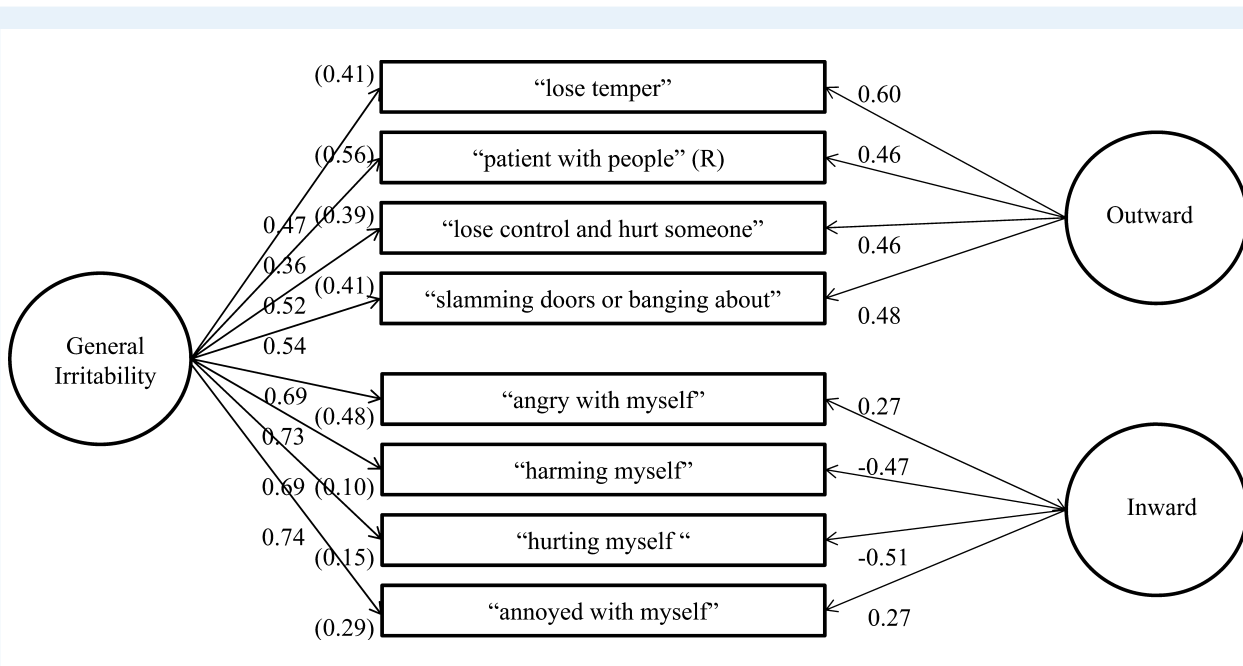 (0.41)
“lose temper”
0.60
(0.56)
“patient with people” (R)
0.46
0.47
(0.39)
“lose control and hurt someone”
0.46
0.36
(0.41)
“slamming doors or banging about”
0.48
0.52
0.54
General
Irritability
Outward
0.69
(0.48)
“angry with myself”
0.27
0.73
“harming myself”
-0.47
0.69
(0.10)
“hurting myself “
-0.51
0.74
(0.15)
“annoyed with myself”
0.27
(0.29)
Inward